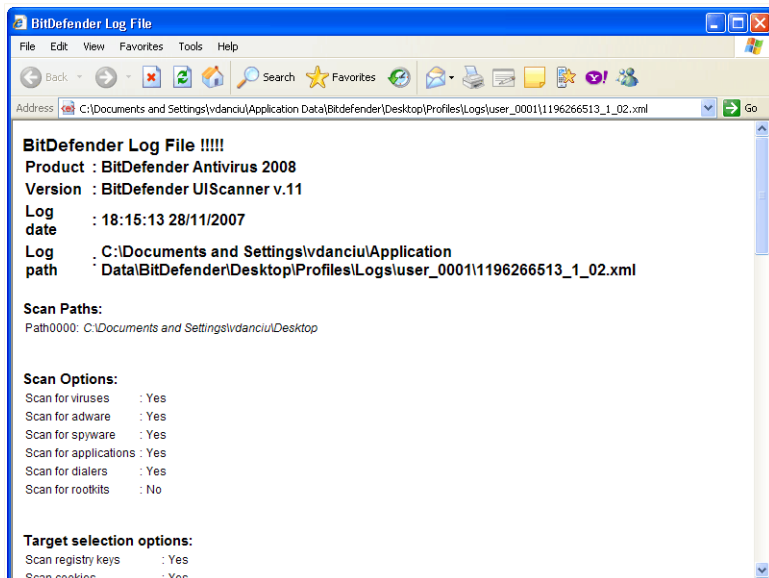 BitDefender Log File
File Edit View Favorites Tools Help
Back Search Favorites
Address C:\Documents and Settings\vdanciu\Application Data\Bitdefender\Desktop\Profiles\Logs\user_0001\1196266513_1_02.xml Go
BitDefender Log File !!!!!
Product : BitDefender Antivirus 2008
Version : BitDefender UIScanner v.11
Log date : 18:15:13 28/11/2007
Log path : C:\Documents and Settings\vdanciu\Application
Data\BitDefender\Desktop\Profiles\Logs\user_0001\1196266513_1_02.xml
Scan Paths:
Path0000: C:\Documents and Settings\vdanciu\Desktop
Scan Options:
Scan for viruses : Yes
Scan for adware : Yes
Scan for spyware : Yes
Scan for applications : Yes
Scan for dialers : Yes
Scan for rootkits : No
Target selection options:
Scan registry keys : Yes
Scan cookies : Yes